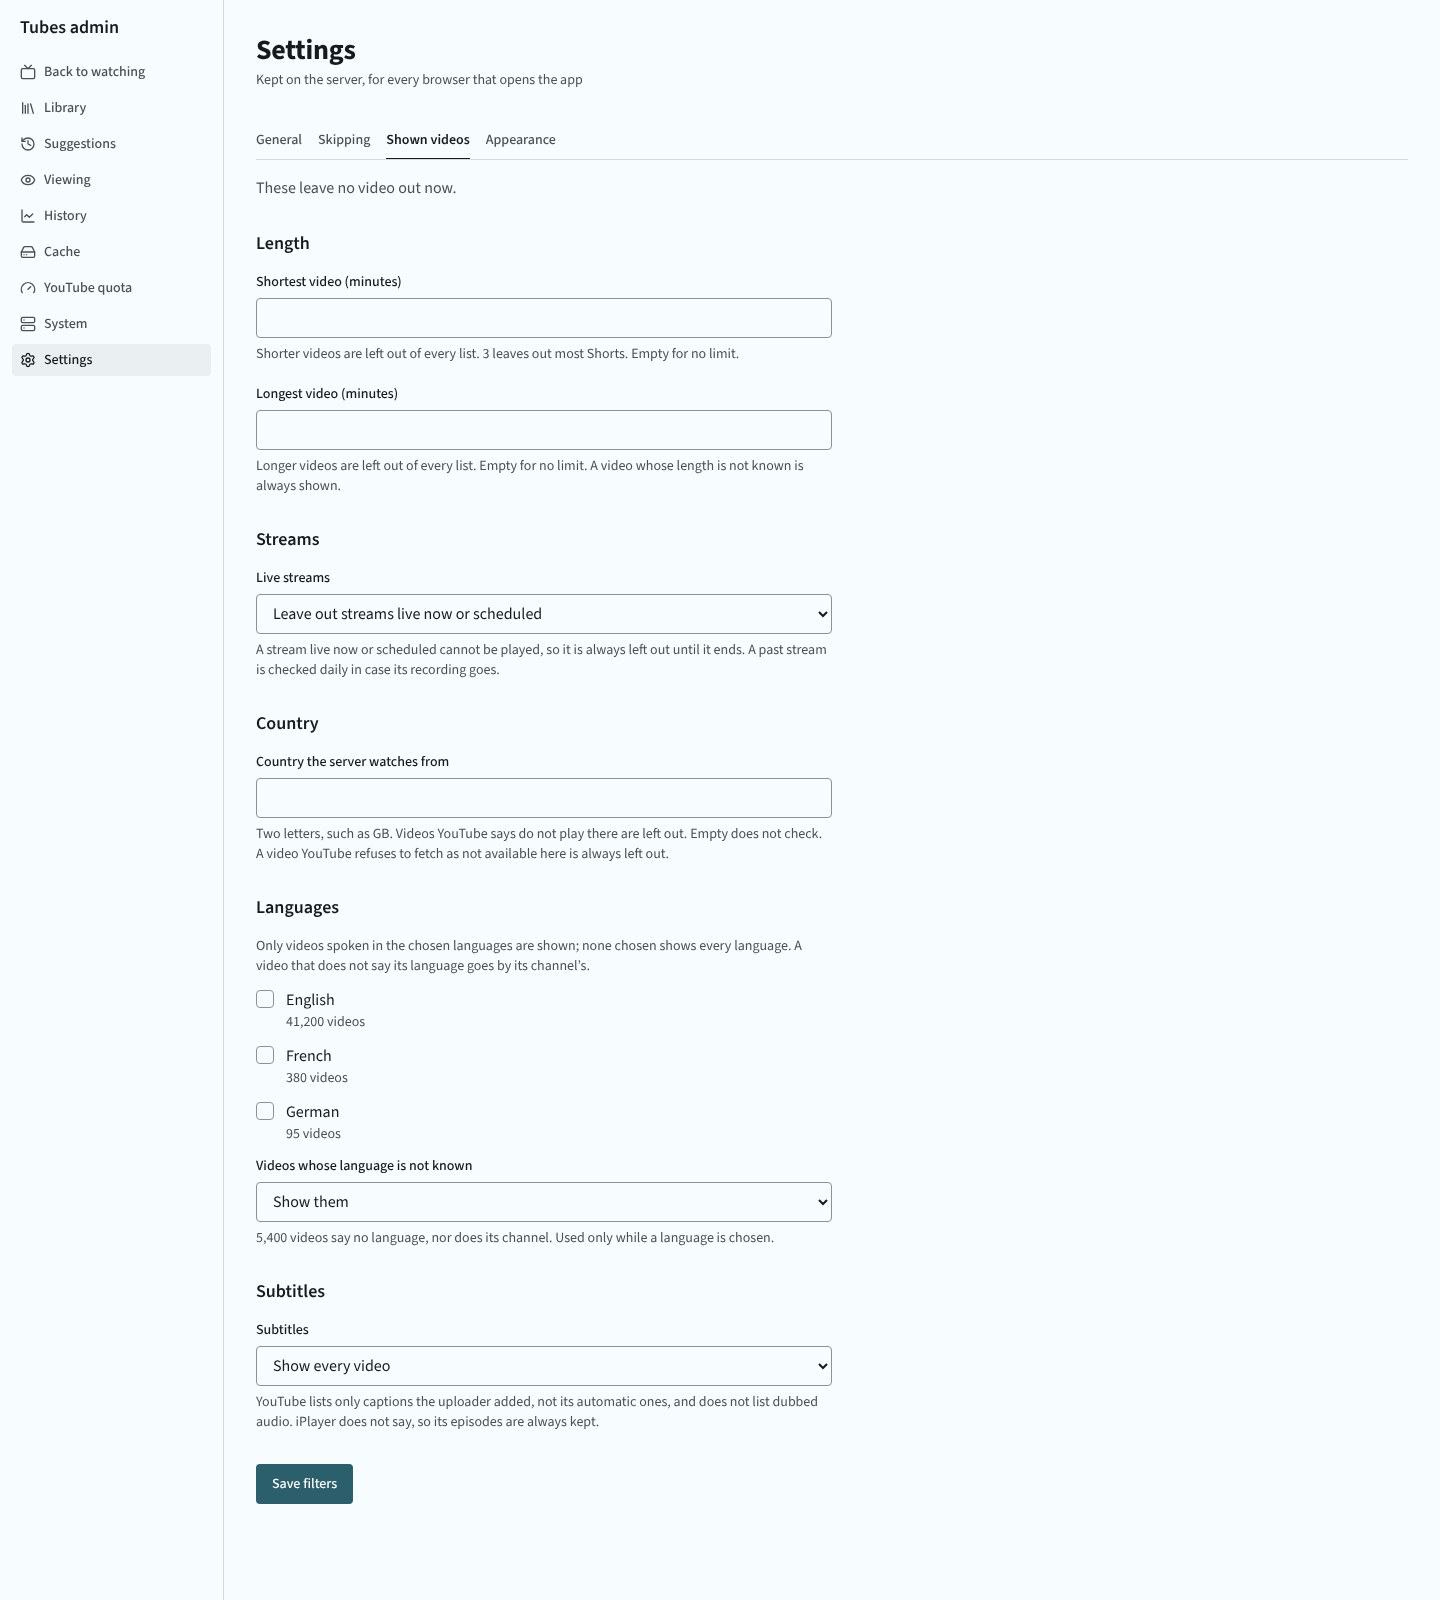 Tubes admin
Back to watching
Library
Suggestions
Viewing
History
Cache
YouTube quota
System
Settings
Settings
Kept on the server, for every browser that opens the app
General
Skipping
Shown videos
Appearance
These leave no video out now.
Length
Shortest video (minutes)
Shorter videos are left out of every list. 3 leaves out most Shorts. Empty for no limit.
Longest video (minutes)
Longer videos are left out of every list. Empty for no limit. A video whose length is not known is
always shown.
Streams
Live streams
Leave out streams live now or scheduled
A stream live now or scheduled cannot be played, so it is always left out until it ends. A past stream
is checked daily in case its recording goes.
Country
Country the server watches from
Two letters, such as GB. Videos YouTube says do not play there are left out. Empty does not check.
A video YouTube refuses to fetch as not available here is always left out.
Languages
Only videos spoken in the chosen languages are shown; none chosen shows every language. A
video that does not say its language goes by its channel's.
English
41,200 videos
French
380 videos
German
95 videos
Videos whose language is not known
Show them
5,400 videos say no language, nor does its channel. Used only while a language is chosen.
Subtitles
Subtitles
Show every video
YouTube lists only captions the uploader added, not its automatic ones, and does not list dubbed
audio. iPlayer does not say, so its episodes are always kept.
Save filters